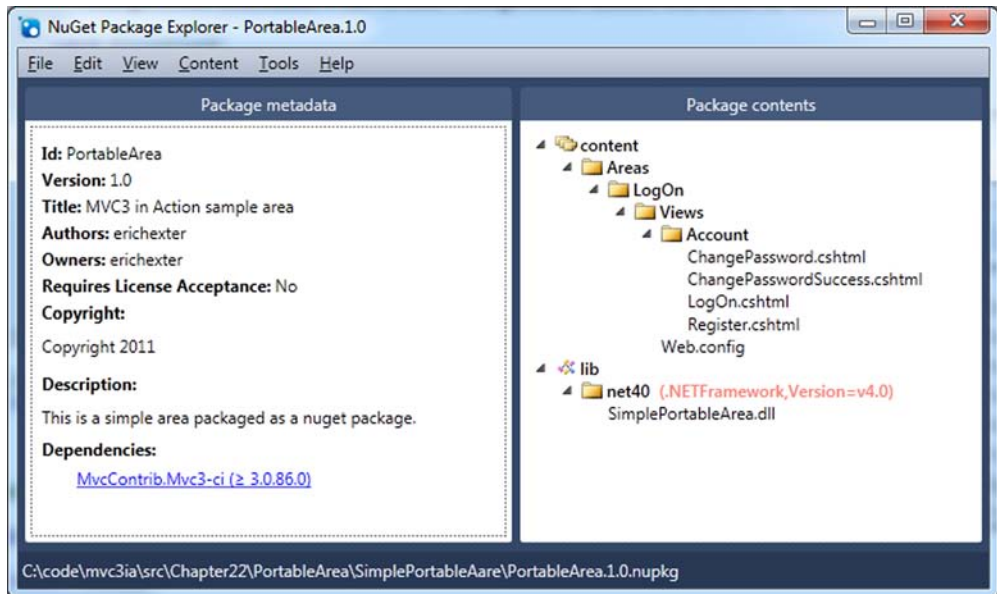 NuGet Package Explorer - PortableArea.1.0
File Edit View Content Tools Help
Package metadata
Id: PortableArea
Version: 1.0
Title: MVC3 in Action sample area
Authors: erichexter
Owners: erichexter
Requires License Acceptance: No
Copyright:
Copyright 2011
Description:
This is a simple area packaged as a nuget package.
Dependencies:
MvcContrib.Mvc3-ci (≥ 3.0.86.0)
Package contents
content
Areas
LogOn
Views
Account
ChangePassword.cshtml
ChangePasswordSuccess.cshtml
LogOn.cshtml
Register.cshtml
Web.config
lib
net40 (.NETFramework,Version=v4.0)
SimplePortableArea.dll
C:\code\mvc3ia\src\Chapter22\PortableArea\SimplePortableAare\PortableArea.1.0.nupkg